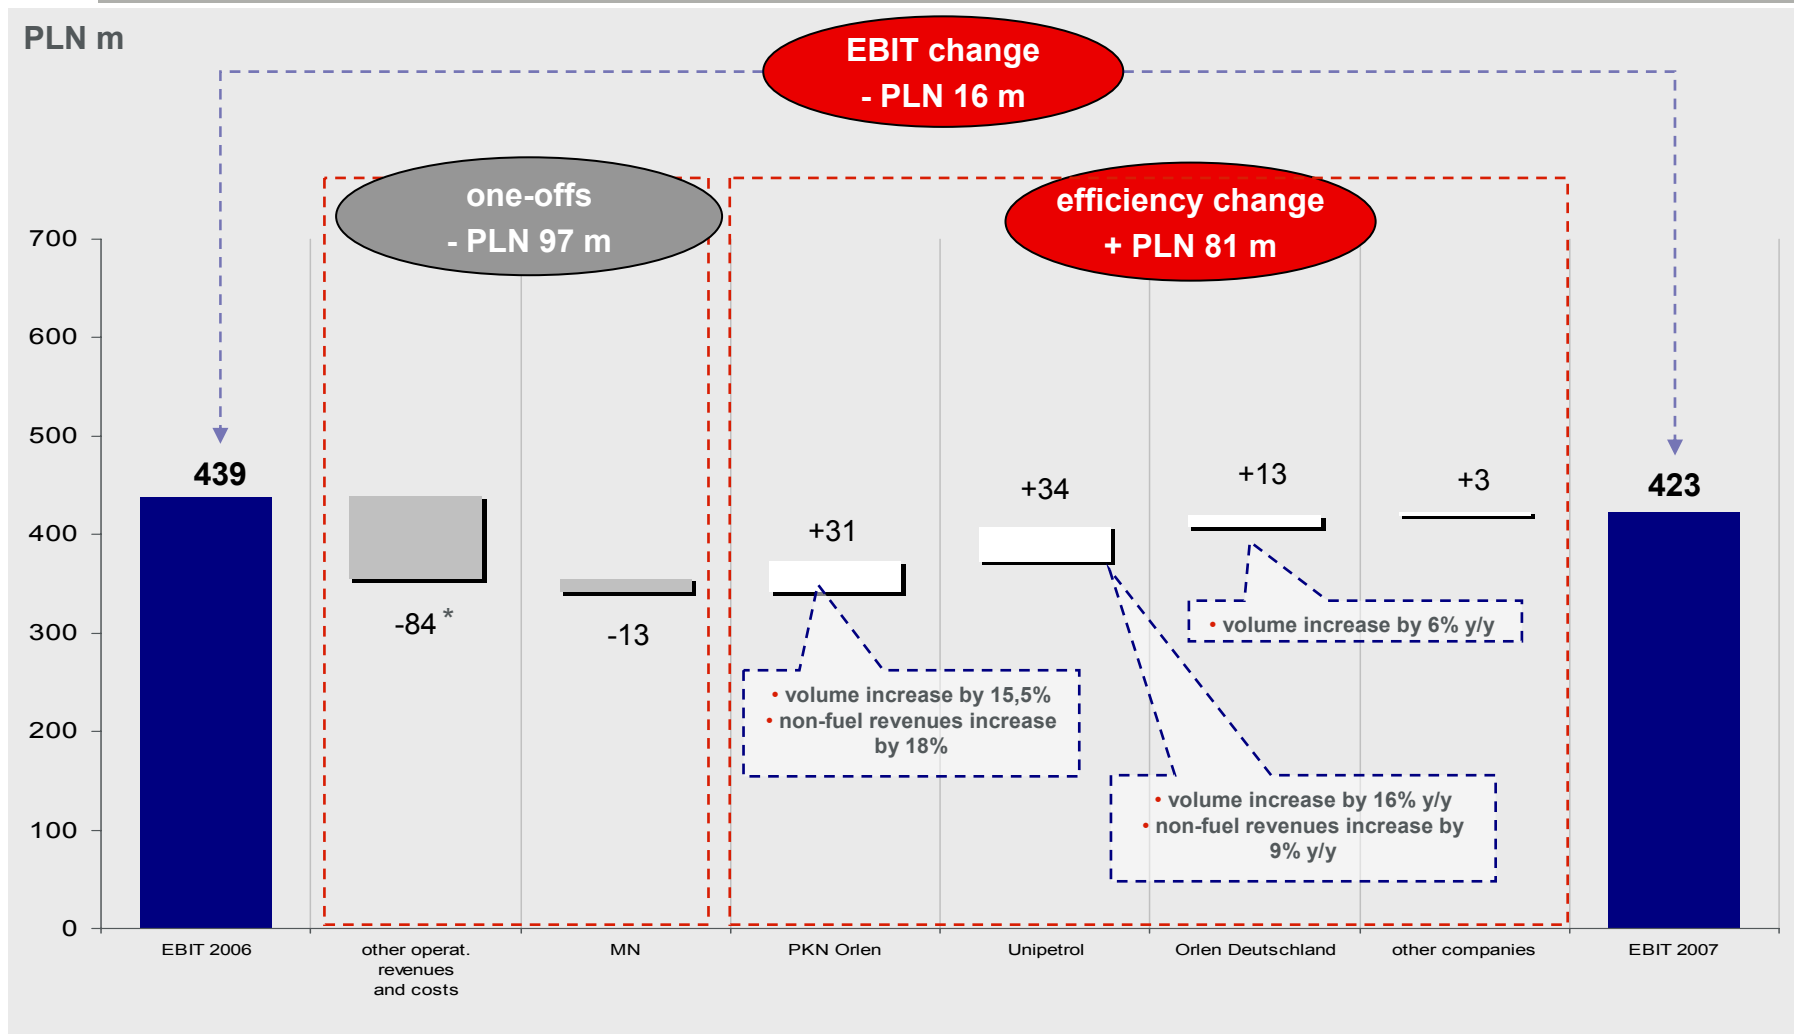 PLN m
EBIT change
- PLN 16 m
one-offs
- PLN 97 m
efficiency change
+ PLN 81 m
700
600
500
400
300
200
100
0
439
-84 *
-13
+31
+34
+13
+3
423
• volume increase by 6% y/y
• volume increase by 15,5%
• non-fuel revenues increase
by 18%
• volume increase by 16% y/y
• non-fuel revenues increase by
9% y/y
EBIT 2006
other operat.
revenues
and costs
MN
PKN Orlen
Unipetrol
Orlen Deutschland
other companies
EBIT 2007